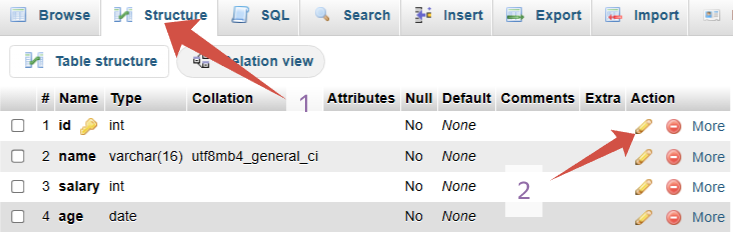 Browse Structure SQL Search Insert Export Import
Table structure Relation view
# Name Type Collation Attributes Null Default Comments Extra Action
1
1 id int No None More
2 name varchar(16) utf8mb4_general_ci No None More
3 salary int No None More
2
4 age date No None More